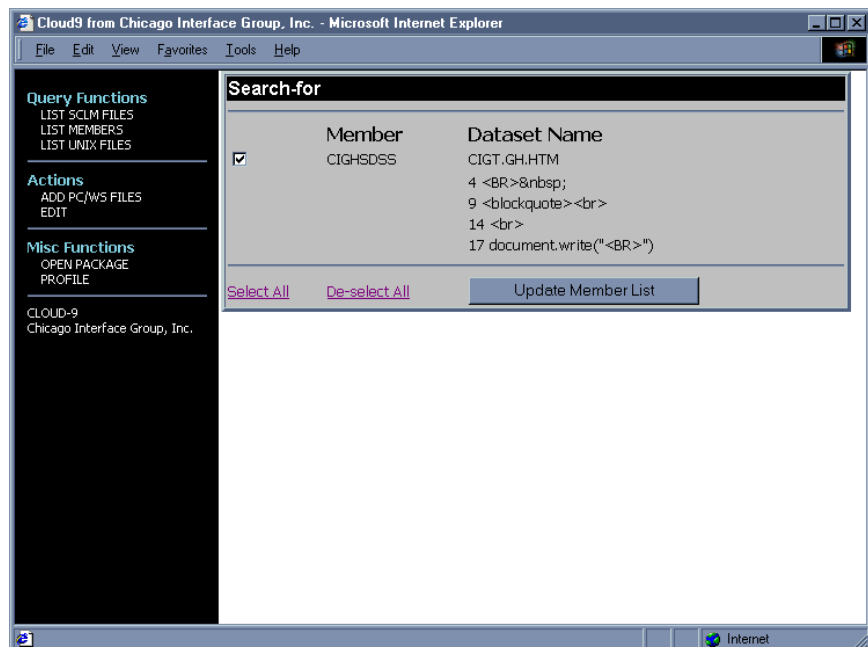 Cloud9 from Chicago Interface Group, Inc. - Microsoft Internet Explorer
File Edit View Favorites Tools Help
Query Functions
LIST SCLM FILES
LIST MEMBERS
LIST UNIX FILES
Actions
ADD PC/WS FILES
EDIT
Misc Functions
OPEN PACKAGE
PROFILE
CLOUD-9
Chicago Interface Group, Inc.
Search-for
Member Dataset Name
CIGHSDSS CIGT.GH.HTM
4 <BR>&nbsp;
9 <blockquote><br>
14 <br>
17 document.write("<BR>")
Select All De-select All Update Member List
Internet